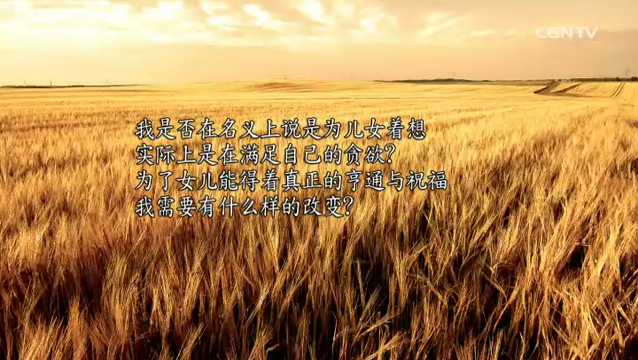 CGNTV
我是否在名义上说是为儿女着想
实际上是在满足自己的贪欲?
为了女儿能得着真正的亨通与祝福
我需要有什么样的改变?